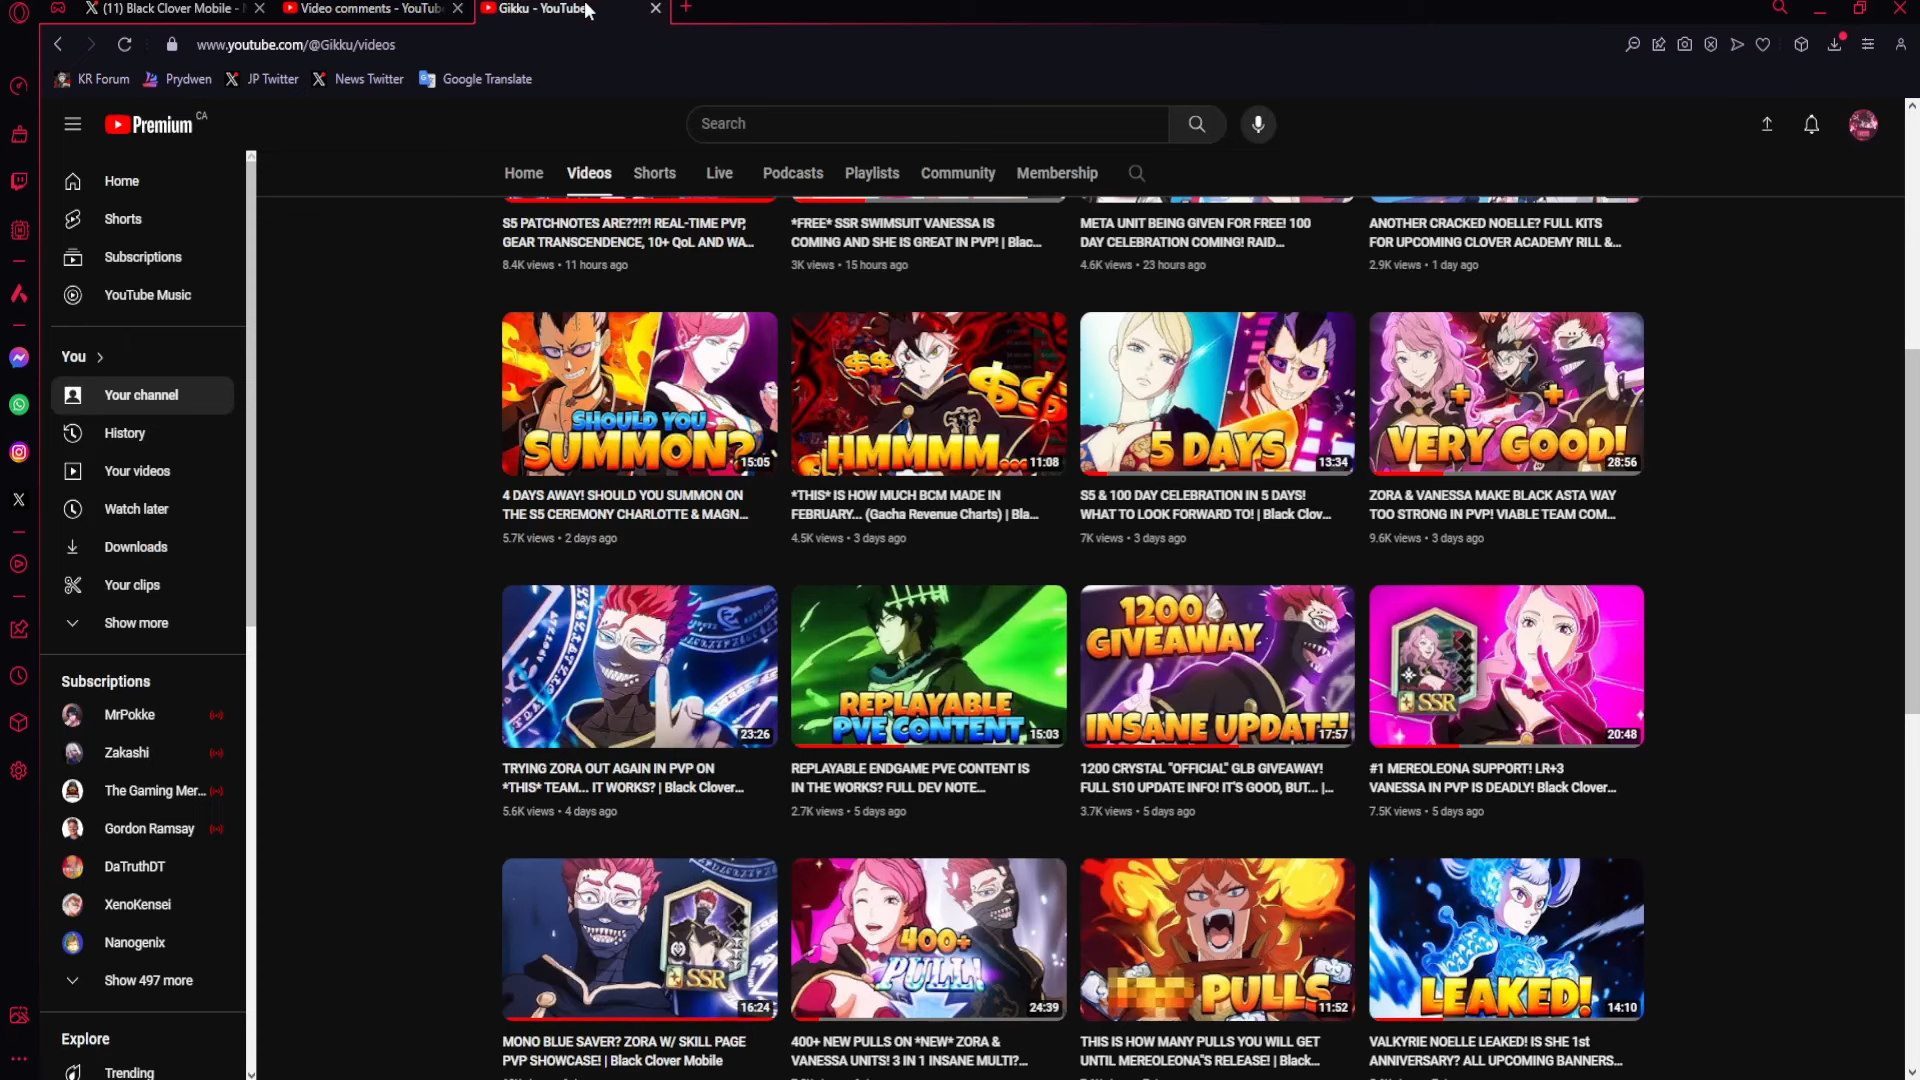 (11) Black Clover Mobile -
Video comments - YouTub
Gikku - YouTube
www.youtube.com/@Gikku/videos
KR Forum
Prydwen
JP Twitter
News Twitter
Google Translate
Premium CA
Search
Home
Videos
Shorts
Live
Podcasts
Playlists
Community
Membership
Home
Shorts
Subscriptions
YouTube Music
You
Your channel
History
Your videos
Watch later
Downloads
Your clips
Show more
Subscriptions
MrPokke
Zakashi
The Gaming Mer...
Gordon Ramsay
DaTruthDT
XenoKensei
Nanogenix
Show 497 more
Explore
Trending
S5 PATCHNOTES ARE??!?! REAL-TIME PVP,
GEAR TRANSCENDENCE, 10+ QoL AND WA...
8.4K views • 11 hours ago
*FREE* SSR SWIMSUIT VANESSA IS
COMING AND SHE IS GREAT IN PVP! | Blac...
3K views • 15 hours ago
META UNIT BEING GIVEN FOR FREE! 100
DAY CELEBRATION COMING! RAID...
4.6K views • 23 hours ago
ANOTHER CRACKED NOELLE? FULL KITS
FOR UPCOMING CLOVER ACADEMY RILL &...
2.9K views • 1 day ago
SHOULD YOU
SUMMON?
15:05
4 DAYS AWAY! SHOULD YOU SUMMON ON
THE S5 CEREMONY CHARLOTTE & MAGN...
5.7K views • 2 days ago
$$ $$
HMMMM...
11:08
*THIS* IS HOW MUCH BCM MADE IN
FEBRUARY... (Gacha Revenue Charts) | Bla...
4.5K views • 3 days ago
5 DAYS
13:34
S5 & 100 DAY CELEBRATION IN 5 DAYS!
WHAT TO LOOK FORWARD TO! | Black Clov...
7K views • 3 days ago
+ +
VERY GOOD!
28:56
ZORA & VANESSA MAKE BLACK ASTA WAY
TOO STRONG IN PVP! VIABLE TEAM COM...
9.6K views • 3 days ago
23:26
TRYING ZORA OUT AGAIN IN PVP ON
*THIS* TEAM... IT WORKS? | Black Clover...
5.6K views • 4 days ago
REPLAYABLE
PVE CONTENT
15:03
REPLAYABLE ENDGAME PVE CONTENT IS
IN THE WORKS? FULL DEV NOTE...
2.7K views • 5 days ago
1200
GIVEAWAY
INSANE UPDATE!
17:57
1200 CRYSTAL "OFFICIAL" GLB GIVEAWAY!
FULL S10 UPDATE INFO! IT'S GOOD, BUT... |...
3.7K views • 5 days ago
SSR
20:48
#1 MEREOLEONA SUPPORT! LR+3
VANESSA IN PVP IS DEADLY! Black Clover...
7.5K views • 5 days ago
SSR
16:24
MONO BLUE SAVER? ZORA W/ SKILL PAGE
PVP SHOWCASE! | Black Clover Mobile
400+
PULL!
24:39
400+ NEW PULLS ON *NEW* ZORA &
VANESSA UNITS! 3 IN 1 INSANE MULTI?...
PULLS
11:52
THIS IS HOW MANY PULLS YOU WILL GET
UNTIL MEREOLEONA"S RELEASE! | Black...
LEAKED!
14:10
VALKYRIE NOELLE LEAKED! IS SHE 1st
ANNIVERSARY? ALL UPCOMING BANNERS...